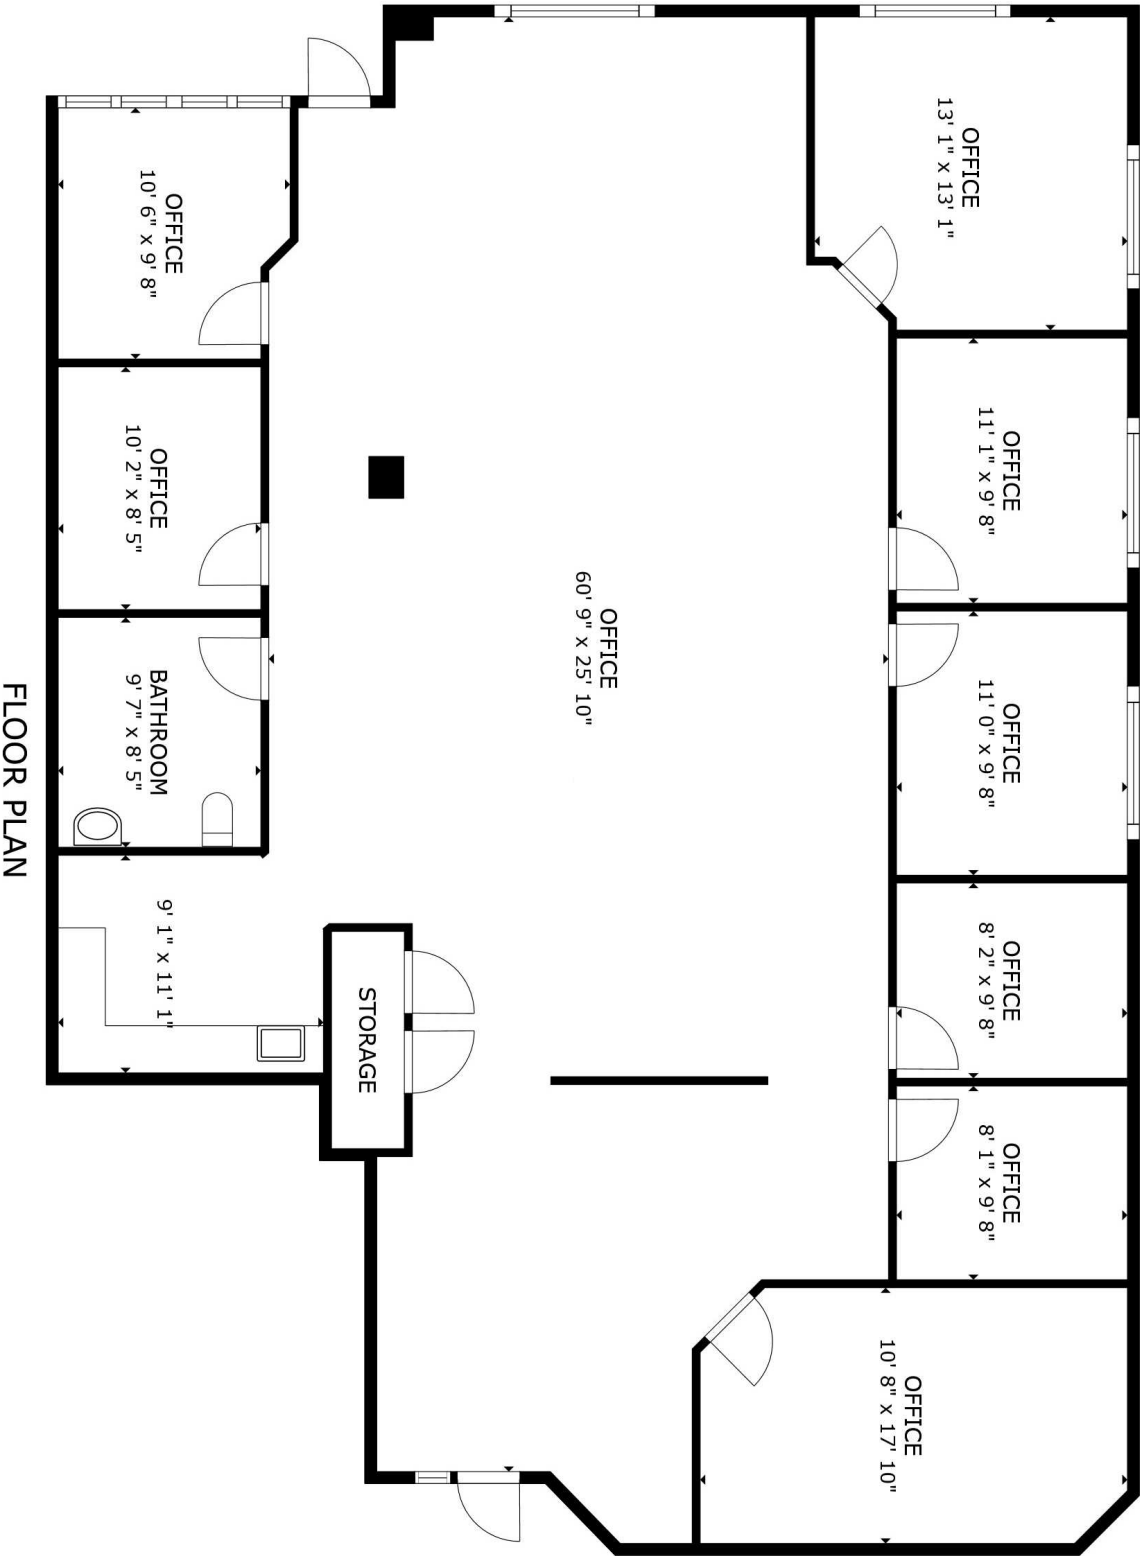 OFFICE
13' 1" x 13' 1"
OFFICE
11' 1" x 9' 8"
OFFICE
11' 0" x 9' 8"
OFFICE
8' 2" x 9' 8"
OFFICE
8' 1" x 9' 8"
OFFICE
10' 8" x 17' 10"
OFFICE
60' 9" x 25' 10"
STORAGE
OFFICE
10' 6" x 9' 8"
OFFICE
10' 2" x 8' 5"
BATHROOM
9' 7" x 8' 5"
9' 1" x 11' 1"
FLOOR PLAN